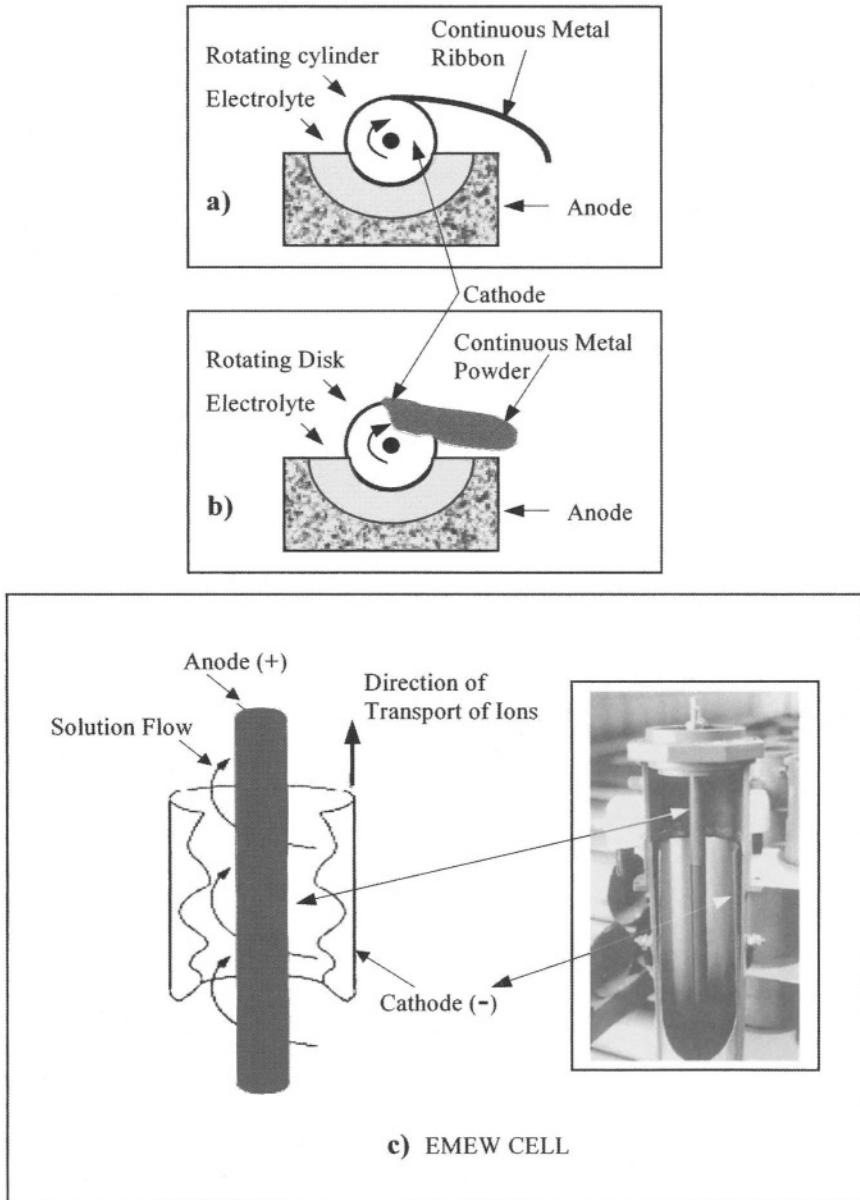 Continuous Metal
Ribbon
Rotating cylinder
Electrolyte
a)
Anode
Cathode
Continuous Metal
Powder
Rotating Disk
Electrolyte
b)
Anode
Anode (+)
Direction of
Transport of Ions
Solution Flow
Cathode (-)
c) EMEW CELL